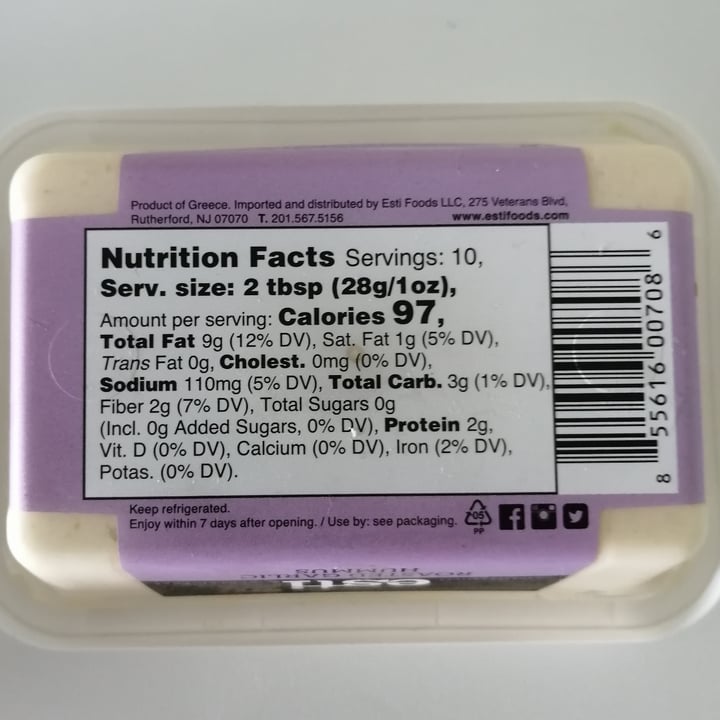 Product of Greece. Imported and distributed by Esti Foods LLC, 275 Veterans Blvd,
Rutherford, NJ 07070 T. 201.567.5156 www.estifoods.com
Nutrition Facts Servings: 10,
Serv. size: 2 tbsp (28g/1oz),
Amount per serving: Calories 97,
Total Fat 9g (12% DV), Sat. Fat 1g (5% DV),
Trans Fat 0g, Cholest. 0mg (0% DV),
Sodium 110mg (5% DV), Total Carb. 3g (1% DV),
Fiber 2g (7% DV), Total Sugars 0g
(Incl. 0g Added Sugars, 0% DV), Protein 2g,
Vit. D (0% DV), Calcium (0% DV), Iron (2% DV),
Potas. (0% DV).
8 55616 00708 6
Keep refrigerated.
Enjoy within 7 days after opening. / Use by: see packaging.
05
PP
esti
ROASTED GARLIC
HUMMUS